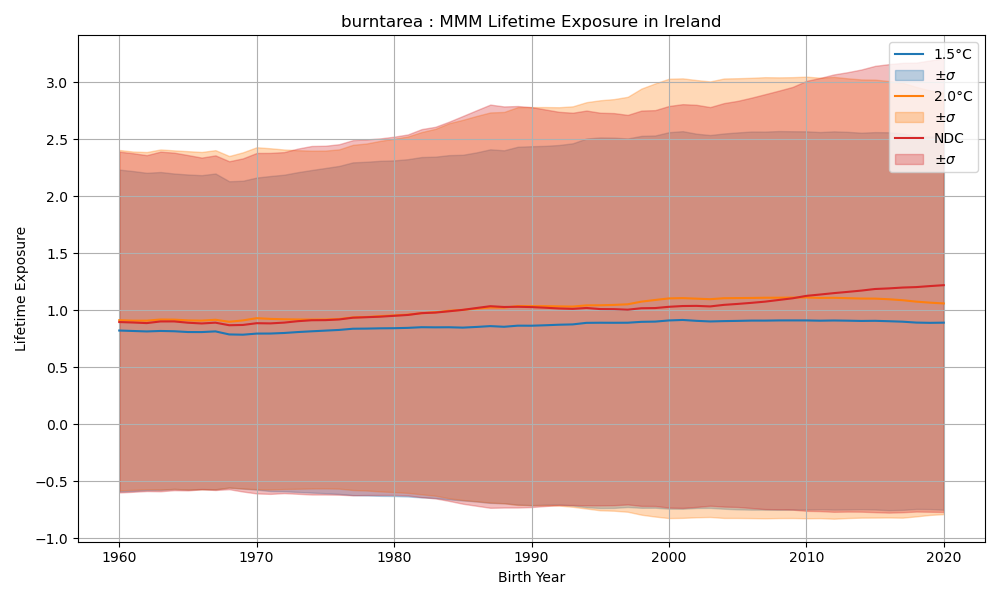 burntarea : MMM Lifetime Exposure in Ireland
1.5°C
±σ
2.0°C
±σ
NDC
±σ
Lifetime Exposure
3.0
2.5
2.0
1.5
1.0
0.5
0.0
−0.5
−1.0
1960 1970 1980 1990 2000 2010 2020
Birth Year